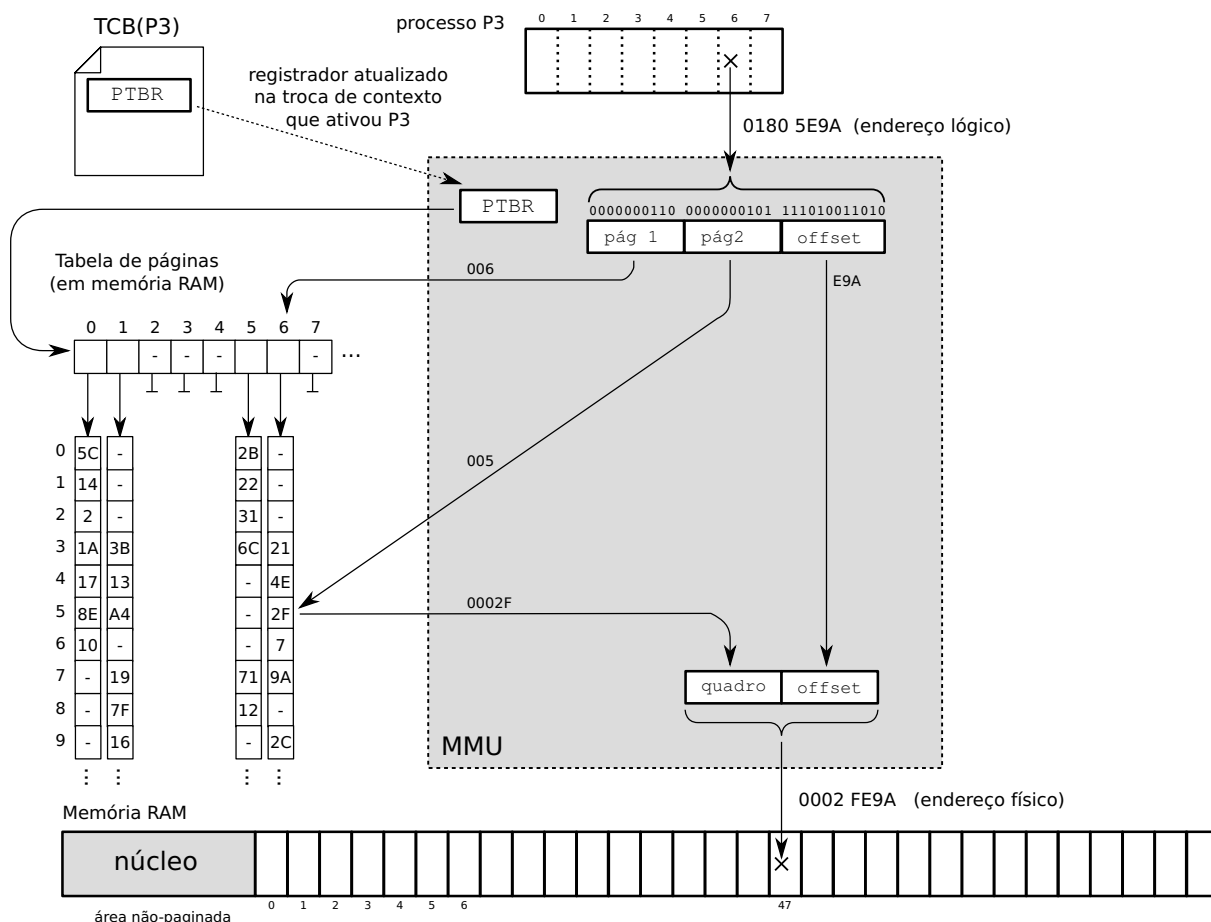 TCB(P3)
PTBR
processo P3
0 1 2 3 4 5 6 7
×
registrador atualizado
na troca de contexto
que ativou P3
0180 5E9A (endereço lógico)
PTBR
0000000110 0000000101 111010011010
pág 1 pág2 offset
Tabela de páginas
(em memória RAM)
006
E9A
0 1 2 3 4 5 6 7
- - - - ...
005
0 5C - 2B -
1 14 - 22 -
2 2 - 31 -
3 1A 3B 6C 21
4 17 13 - 4E
5 8E A4 - 2F
6 10 - - 7
7 - 19 71 9A
8 - 7F 12 -
9 - 16 - 2C
... ... ... ...
0002F
quadro offset
MMU
0002 FE9A (endereço físico)
Memória RAM
núcleo
×
0 1 2 3 4 5 6 47
área não-paginada